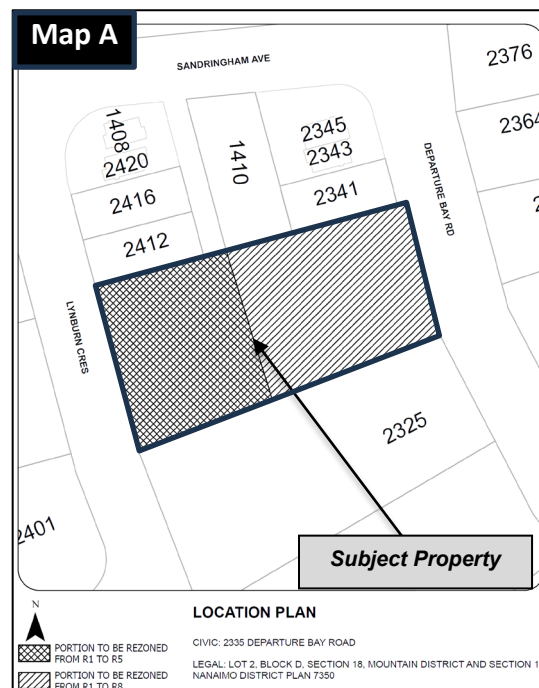 Map A
SANDRINGHAM AVE
2376
1408
2420
1410
2345
2343
2364
2416
2341
DEPARTURE BAY RD
2412
LYNBURN CRES
2325
2401
Subject Property
N
LOCATION PLAN
PORTION TO BE REZONED
FROM R1 TO R5
CIVIC: 2335 DEPARTURE BAY ROAD
PORTION TO BE REZONED
FROM R1 TO R8
LEGAL: LOT 2, BLOCK D, SECTION 18, MOUNTAIN DISTRICT AND SECTION 1
NANAIMO DISTRICT PLAN 7350